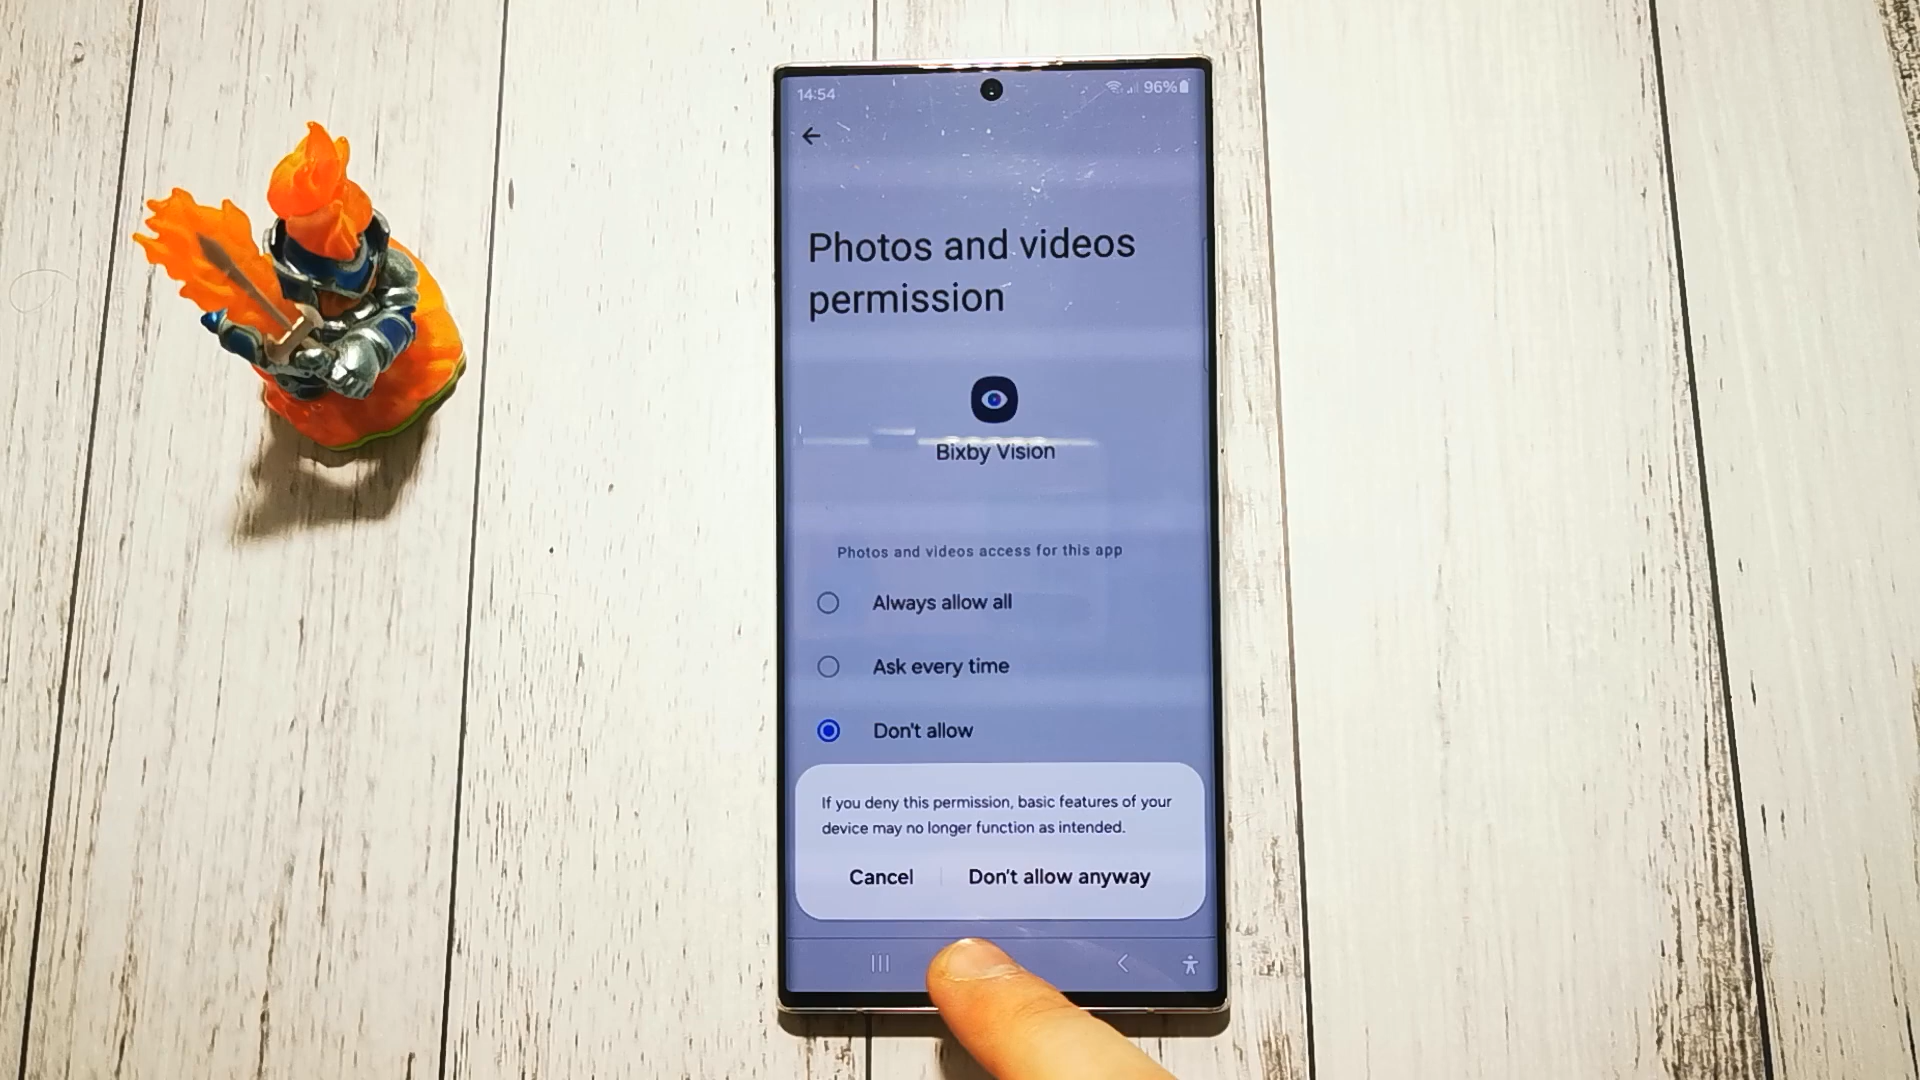 14:54
96%
Photos and videos
permission
Bixby Vision
Photos and videos access for this app
Always allow all
Ask every time
Don't allow
If you deny this permission, basic features of your
device may no longer function as intended.
Cancel
Don't allow anyway